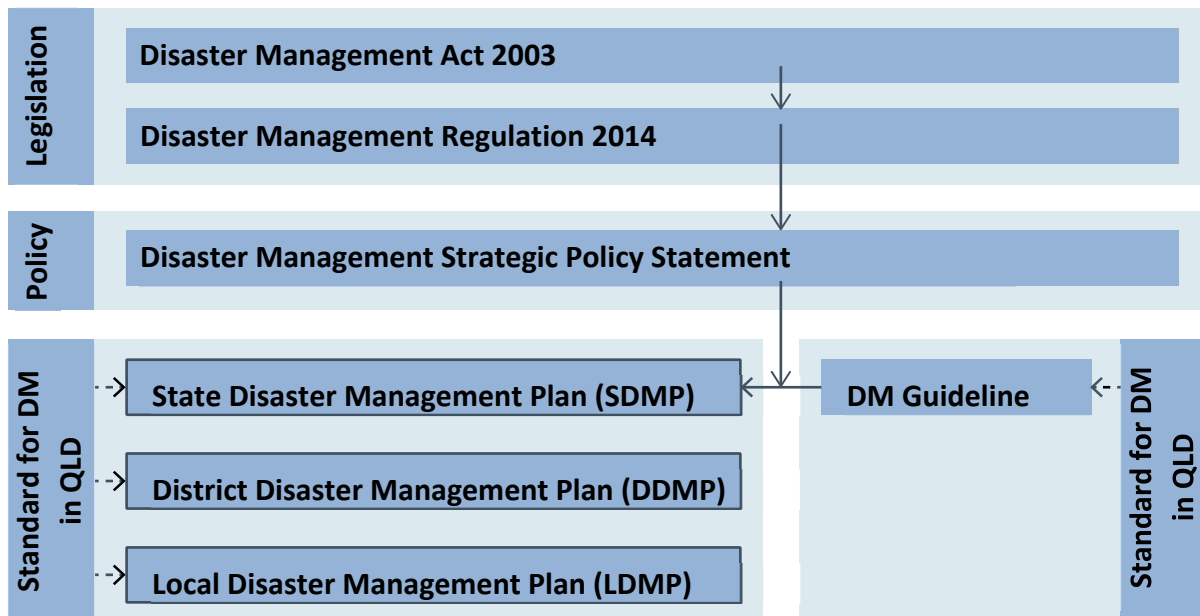 Legislation
Disaster Management Act 2003
Disaster Management Regulation 2014
Policy
Disaster Management Strategic Policy Statement
Standard for DM
in QLD
State Disaster Management Plan (SDMP)
District Disaster Management Plan (DDMP)
Local Disaster Management Plan (LDMP)
DM Guideline
Standard for DM
in QLD